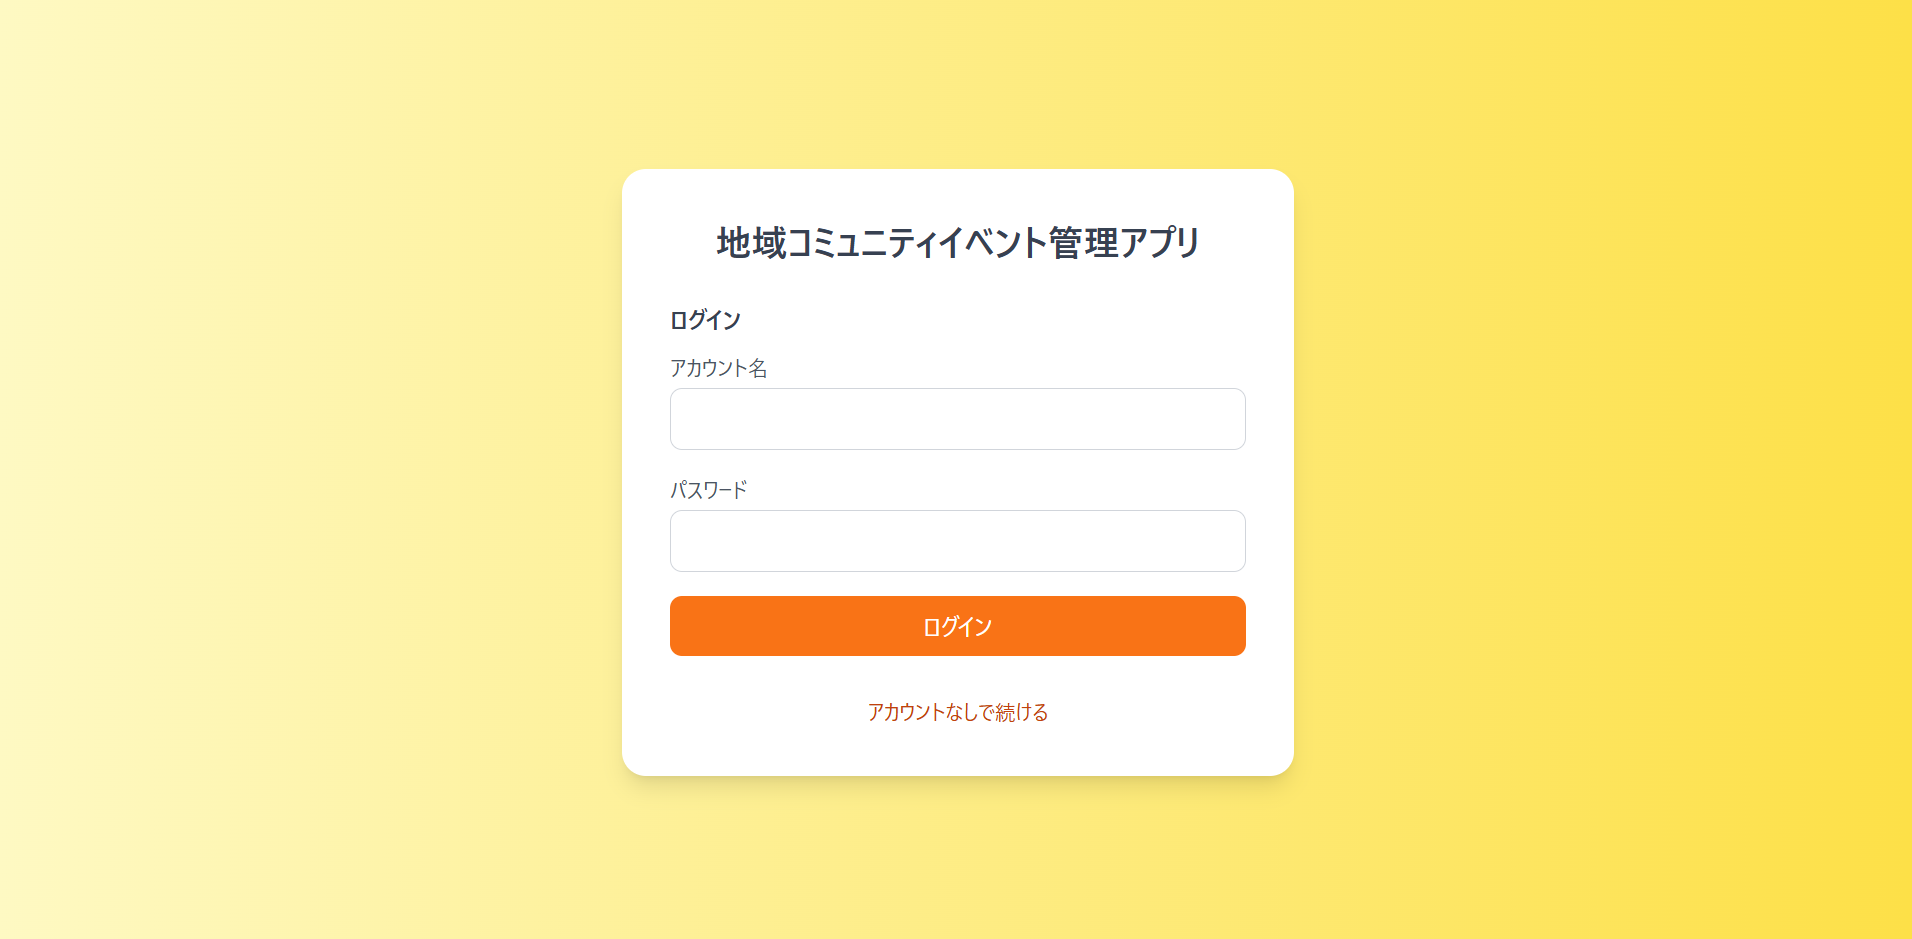 地域コミュニティイベント管理アプリ
ログイン
アカウント名
パスワード
ログイン
アカウントなしで続ける